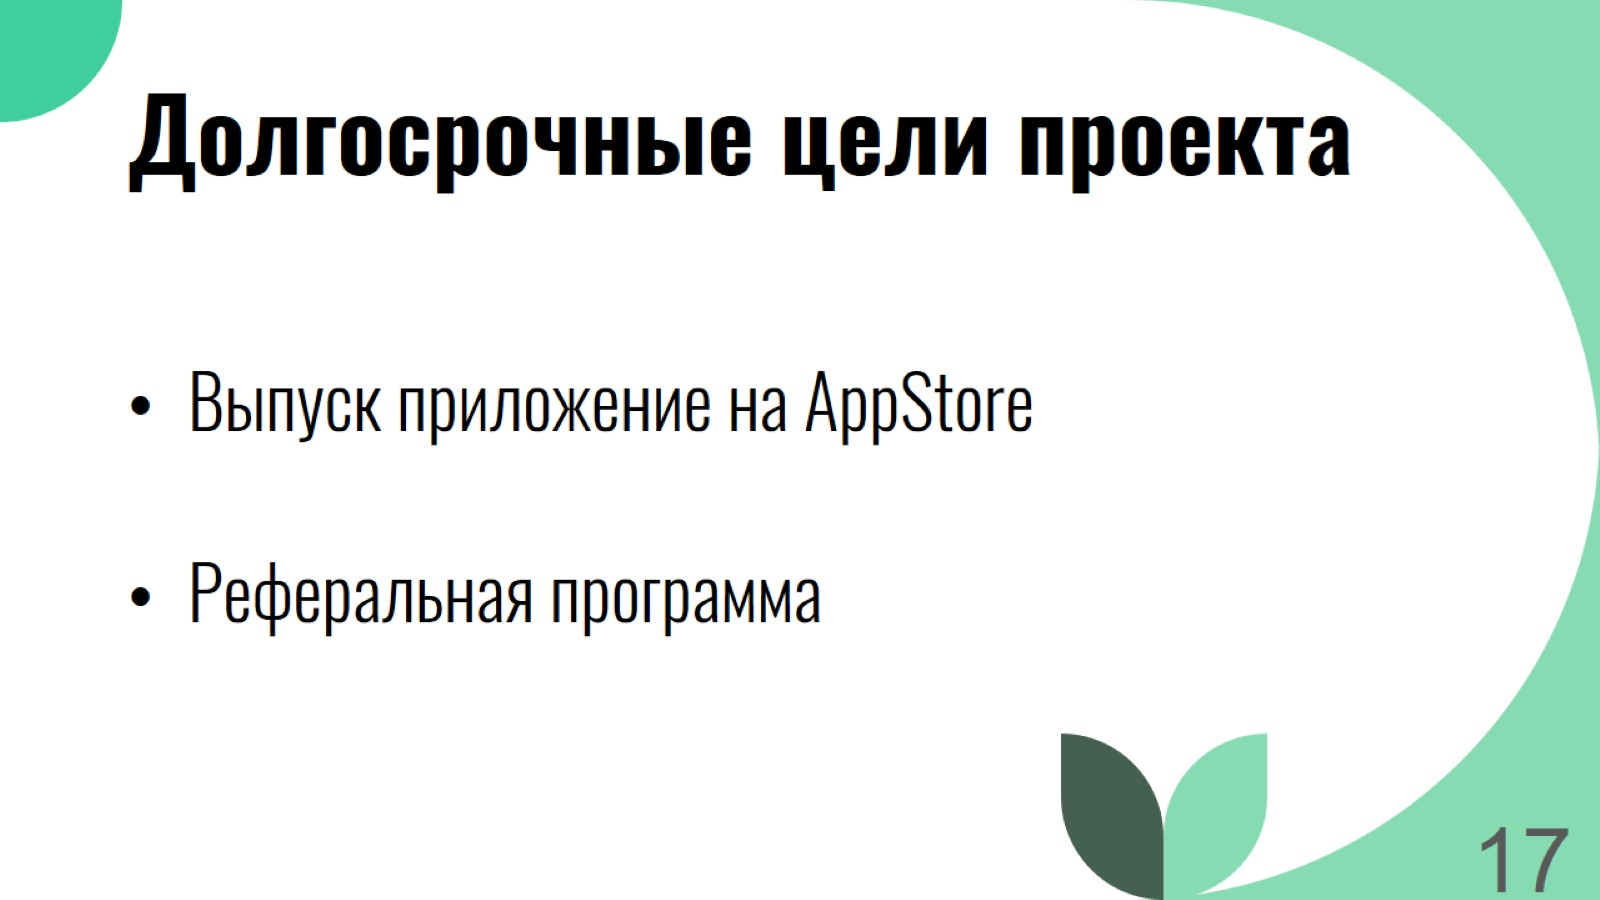 Долгосрочные цели проекта
• Выпуск приложение на AppStore
• Реферальная программа
17